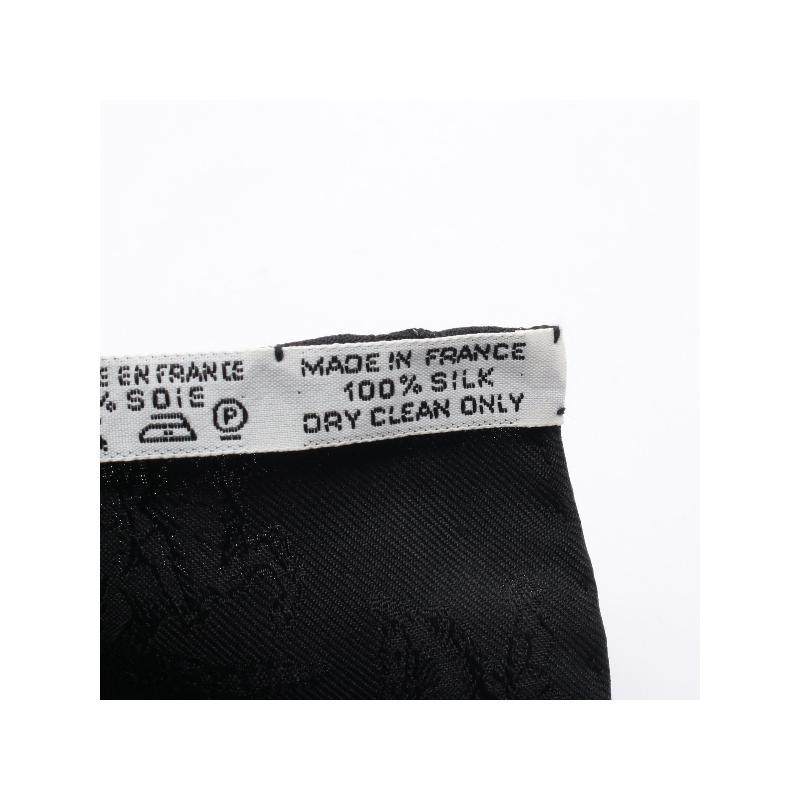 E EN FRANCE
% SOIE
P
MADE IN FRANCE
100% SILK
DRY CLEAN ONLY